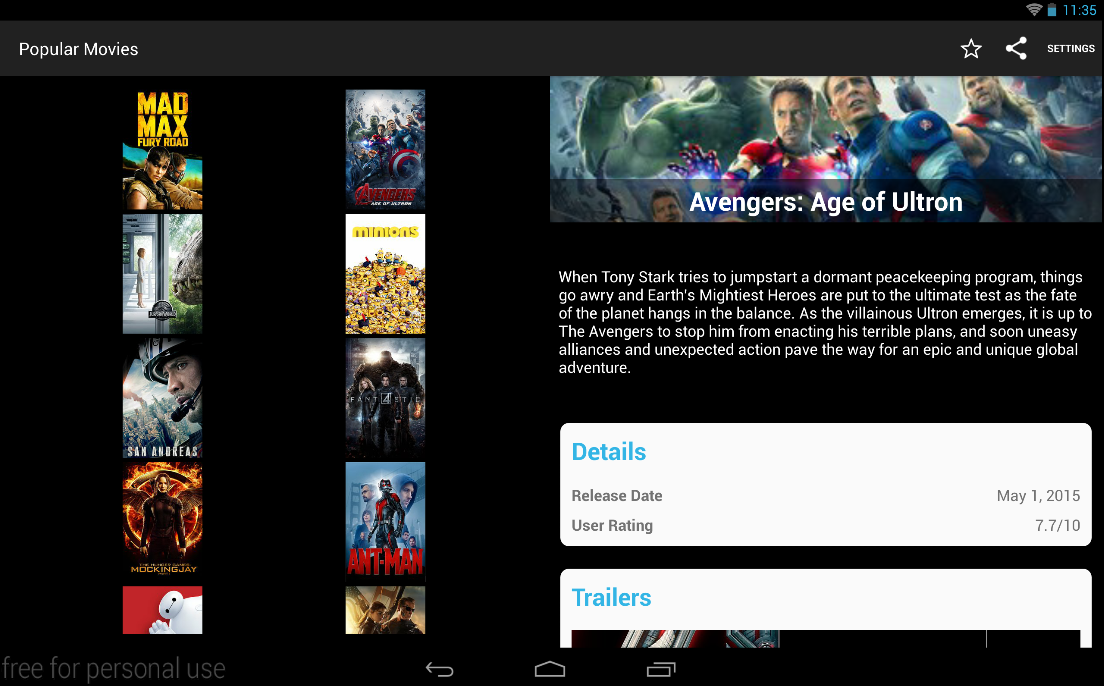 11:35
Popular Movies
SETTINGS
MAD
MAX
FURY ROAD
AVENGERS
AGE OF ULTRON
MINIONS
JURASSIC WORLD
FANT4STIC
SAN ANDREAS
THE HUNGER GAMES
MOCKINGJAY
ANT-MAN
Avengers: Age of Ultron
When Tony Stark tries to jumpstart a dormant peacekeeping program, things
go awry and Earth's Mightiest Heroes are put to the ultimate test as the fate
of the planet hangs in the balance. As the villainous Ultron emerges, it is up to
The Avengers to stop him from enacting his terrible plans, and soon uneasy
alliances and unexpected action pave the way for an epic and unique global
adventure.
Details
Release Date May 1, 2015
User Rating 7.7/10
Trailers
free for personal use